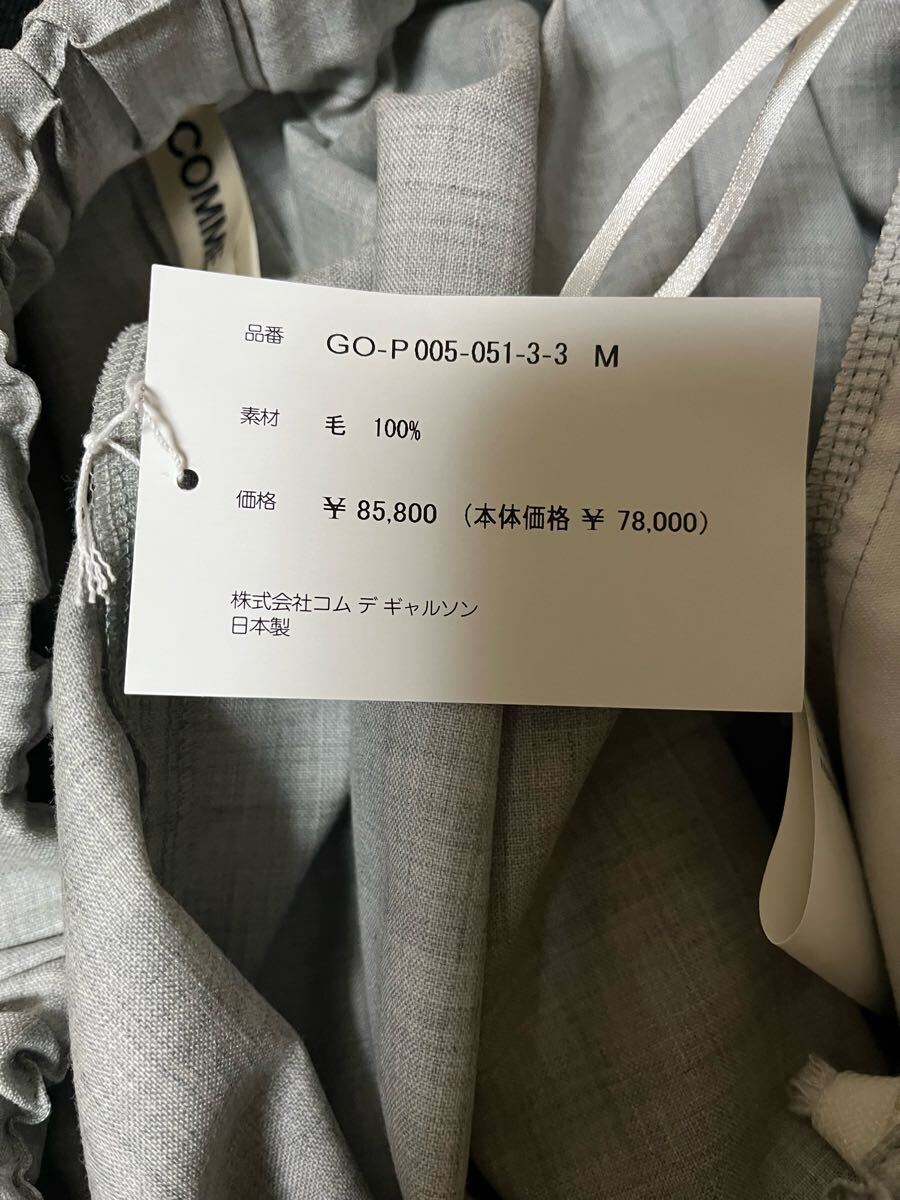 COMME
品番 GO-P005-051-3-3 M
素材 毛 100%
価格 ¥ 85,800 (本体価格 ¥ 78,000)
株式会社コム デ ギャルソン
日本製